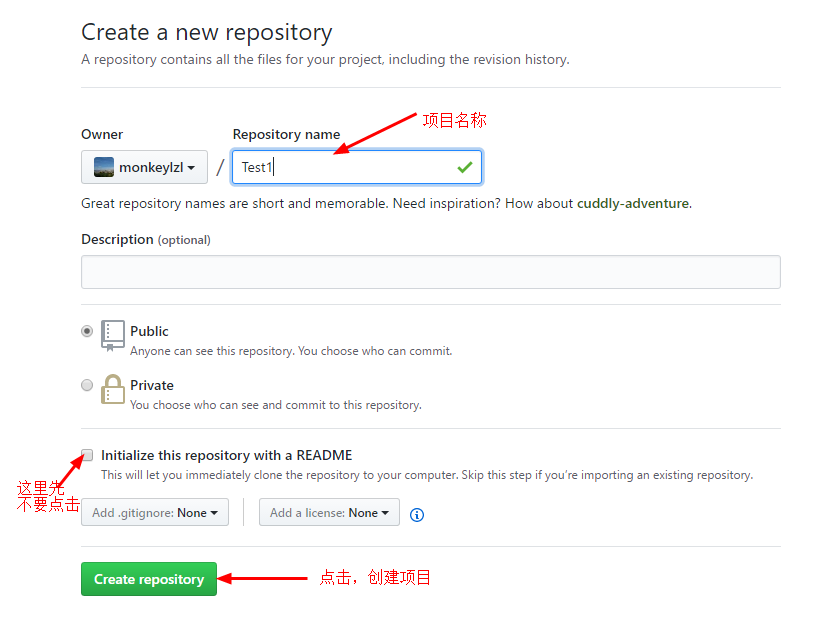 Create a new repository
A repository contains all the files for your project, including the revision history.
项目名称
Owner
Repository name
monkeylzl
/
Test1
Great repository names are short and memorable. Need inspiration? How about cuddly-adventure.
Description (optional)
Public
Anyone can see this repository. You choose who can commit.
Private
You choose who can see and commit to this repository.
Initialize this repository with a README
This will let you immediately clone the repository to your computer. Skip this step if you’re importing an existing repository.
这里先
不要点击
Add .gitignore: None
Add a license: None
Create repository
点击，创建项目